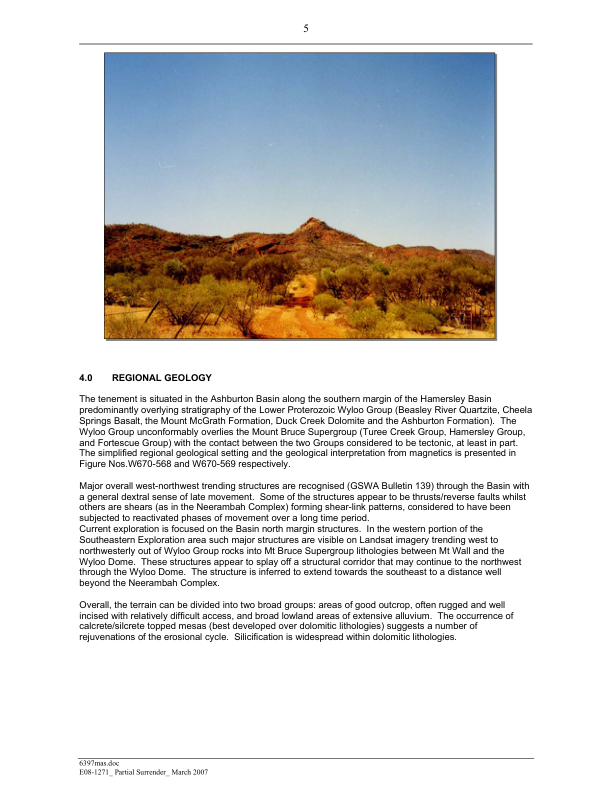 5
4.0 REGIONAL GEOLOGY
The tenement is situated in the Ashburton Basin along the southern margin of the Hamersley Basin
predominantly overlying stratigraphy of the Lower Proterozoic Wyloo Group (Beasley River Quartzite, Cheela
Springs Basalt, the Mount McGrath Formation, Duck Creek Dolomite and the Ashburton Formation). The
Wyloo Group unconformably overlies the Mount Bruce Supergroup (Turee Creek Group, Hamersley Group,
and Fortescue Group) with the contact between the two Groups considered to be tectonic, at least in part.
The simplified regional geological setting and the geological interpretation from magnetics is presented in
Figure Nos.W670-568 and W670-569 respectively.
Major overall west-northwest trending structures are recognised (GSWA Bulletin 139) through the Basin with
a general dextral sense of late movement. Some of the structures appear to be thrusts/reverse faults whilst
others are shears (as in the Neerambah Complex) forming shear-link patterns, considered to have been
subjected to reactivated phases of movement over a long time period.
Current exploration is focused on the Basin north margin structures. In the western portion of the
Southeastern Exploration area such major structures are visible on Landsat imagery trending west to
northwesterly out of Wyloo Group rocks into Mt Bruce Supergroup lithologies between Mt Wall and the
Wyloo Dome. These structures appear to splay off a structural corridor that may continue to the northwest
through the Wyloo Dome. The structure is inferred to extend towards the southeast to a distance well
beyond the Neerambah Complex.
Overall, the terrain can be divided into two broad groups: areas of good outcrop, often rugged and well
incised with relatively difficult access, and broad lowland areas of extensive alluvium. The occurrence of
calcrete/silcrete topped mesas (best developed over dolomitic lithologies) suggests a number of
rejuvenations of the erosional cycle. Silicification is widespread within dolomitic lithologies.
6397mas.doc
E08-1271_ Partial Surrender_ March 2007